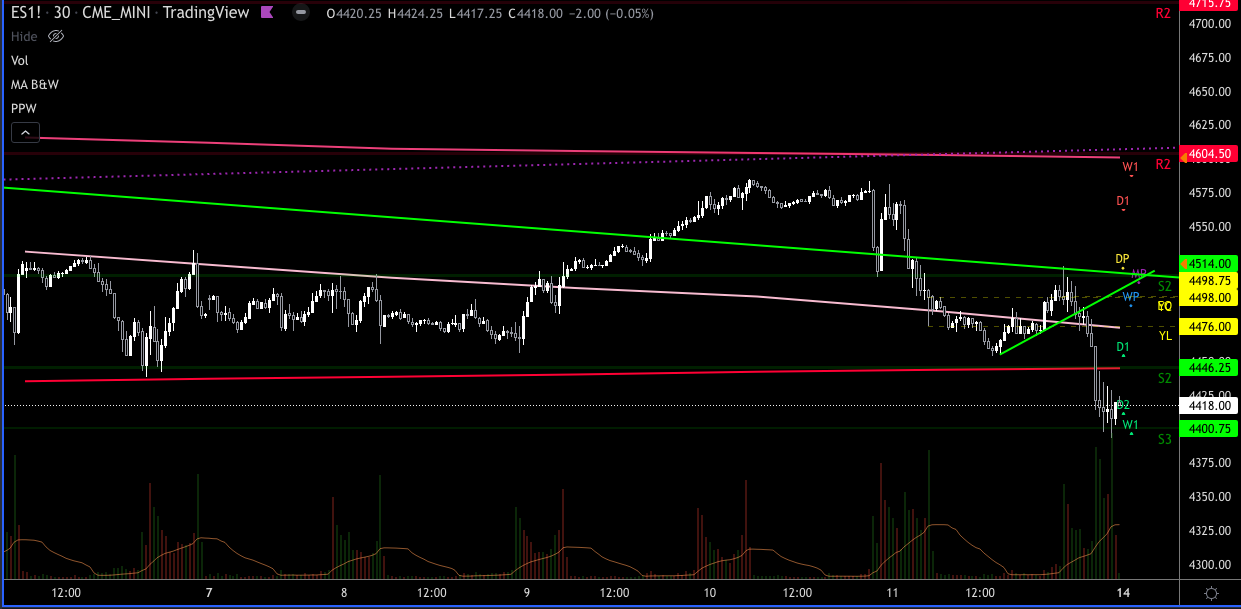 ES1! · 30 · CME_MINI · TradingView O4420.25 H4424.25 L4417.25 C4418.00 −2.00 (−0.05%)
Hide
Vol
MA B&W
PPW
4715.75
R2
4700.00
4675.00
4650.00
4625.00
4604.50
R2
W1
4575.00
D1
4550.00
DP
4514.00
4498.75
S2
WP
4498.00
4476.00
YL
D1
4446.25
S2
4425.00
D2
4418.00
W1
4400.75
S3
4375.00
4350.00
4325.00
4300.00
12:00 7 8 12:00 9 12:00 10 12:00 11 12:00 14